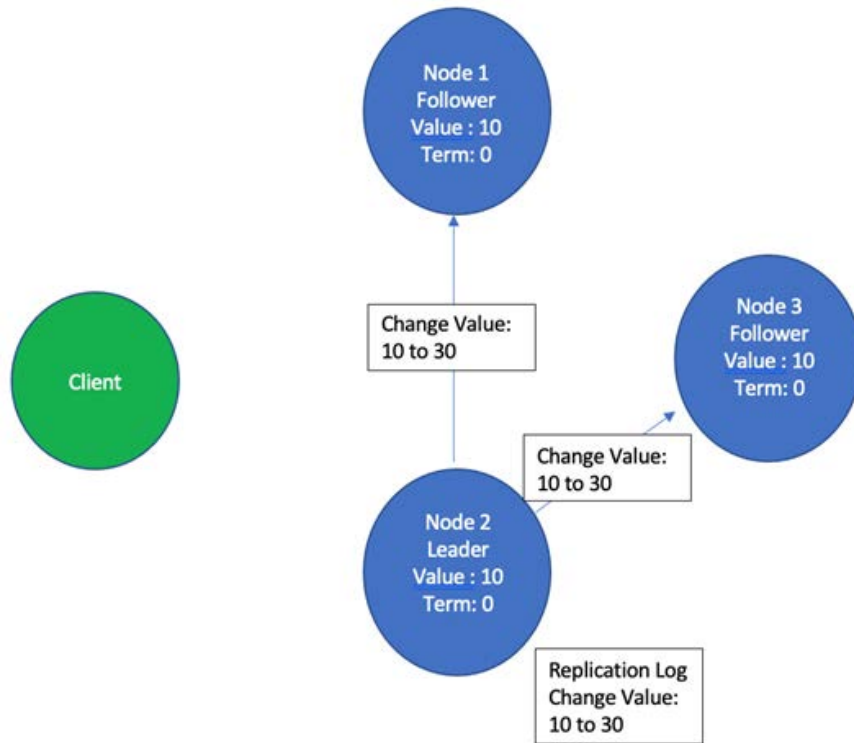 Node 1
Follower
Value : 10
Term: 0
Change Value:
10 to 30
Node 3
Follower
Value : 10
Term: 0
Client
Change Value:
10 to 30
Node 2
Leader
Value : 10
Term: 0
Replication Log
Change Value:
10 to 30